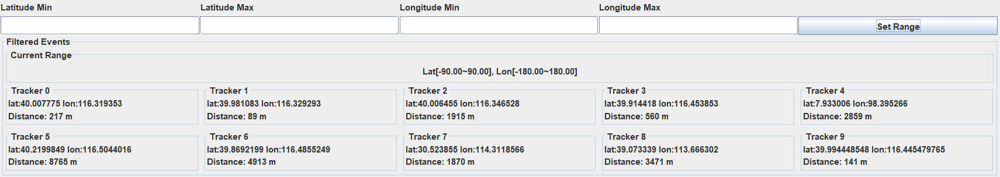 Latitude Min Latitude Max Longitude Min Longitude Max
Set Range
Filtered Events
Current Range
Lat[-90.00~90.00], Lon[-180.00~180.00]
Tracker 0
lat:40.007775 lon:116.319353
Distance: 217 m
Tracker 1
lat:39.981083 lon:116.329293
Distance: 89 m
Tracker 2
lat:40.006455 lon:116.346528
Distance: 1915 m
Tracker 3
lat:39.914418 lon:116.453853
Distance: 560 m
Tracker 4
lat:7.933006 lon:98.395266
Distance: 2859 m
Tracker 5
lat:40.2199849 lon:116.5044016
Distance: 8765 m
Tracker 6
lat:39.8692199 lon:116.4855249
Distance: 4913 m
Tracker 7
lat:30.523855 lon:114.3118566
Distance: 1870 m
Tracker 8
lat:39.073339 lon:113.666302
Distance: 3471 m
Tracker 9
lat:39.994448548 lon:116.445479765
Distance: 141 m